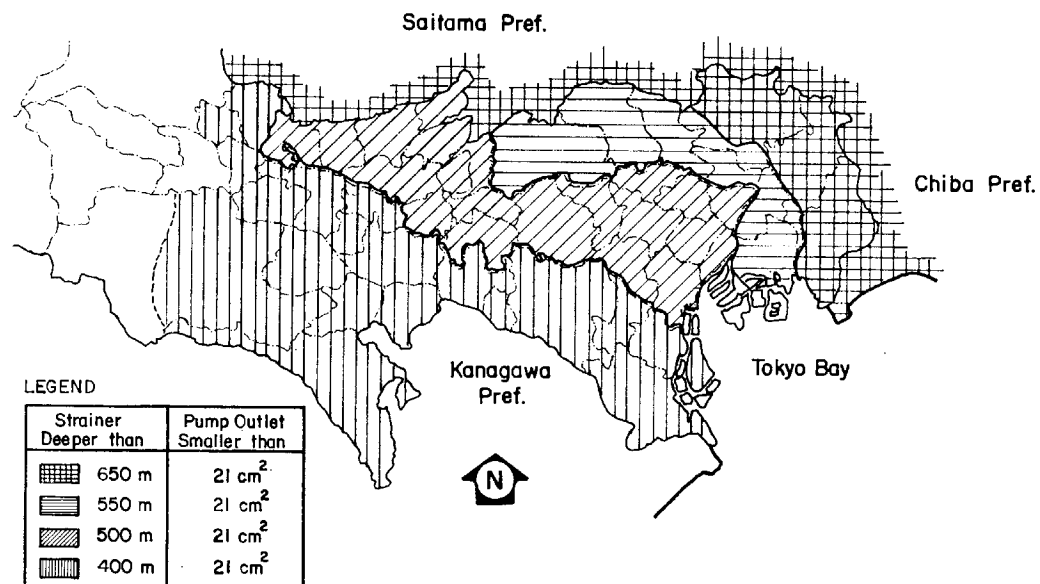 Saitama Pref.
Chiba Pref.
Kanagawa
Pref.
Tokyo Bay
N
LEGEND
Strainer
Deeper than
Pump Outlet
Smaller than
650 m 21 cm²
550 m 21 cm²
500 m 21 cm²
400 m 21 cm²